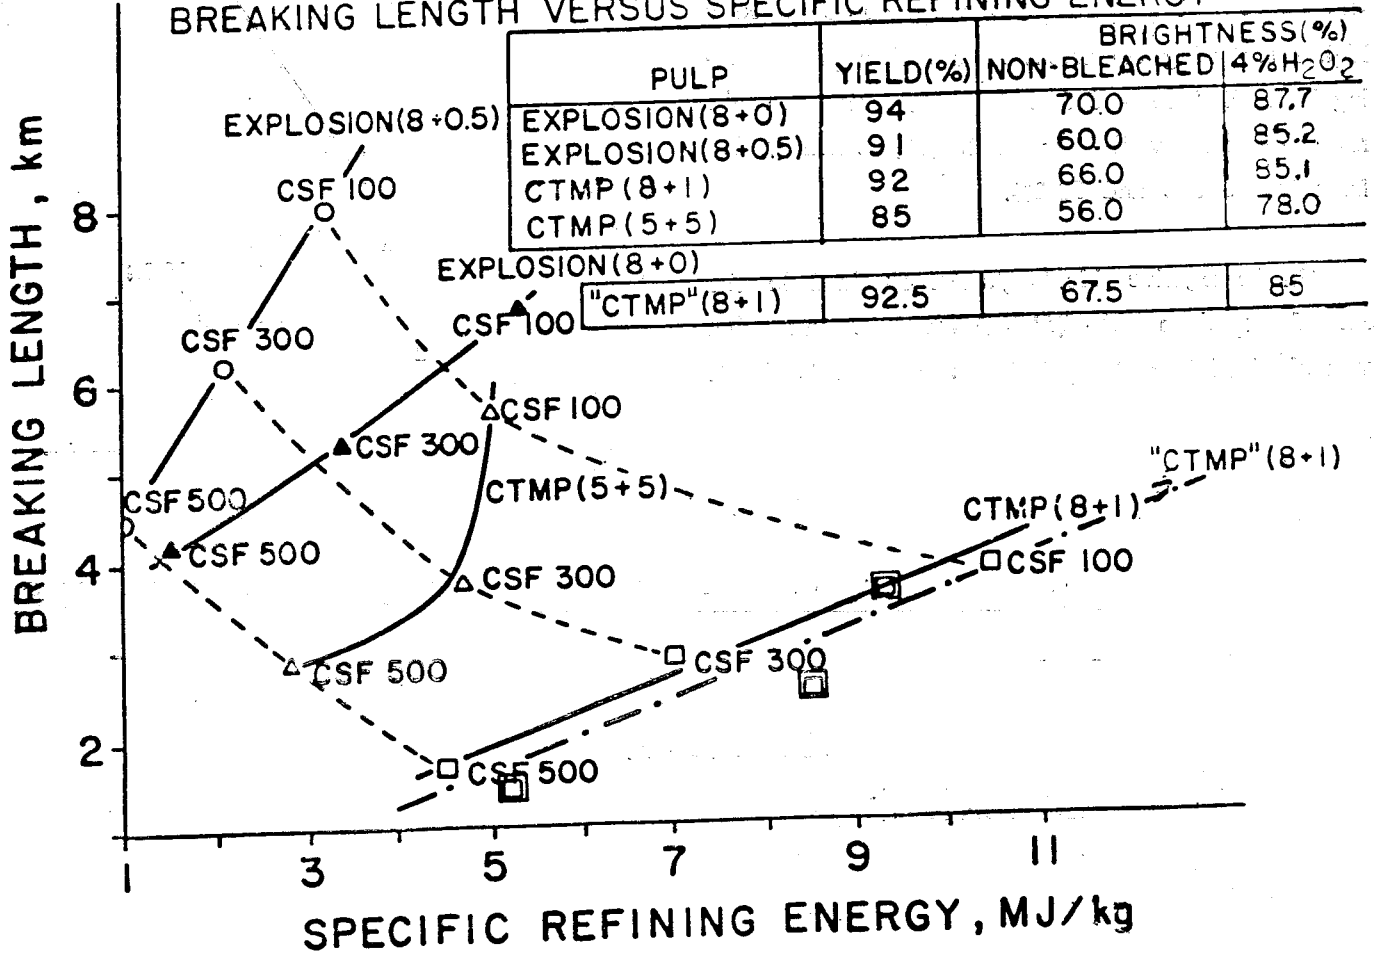 BREAKING LENGTH VERSUS SPECIFIC REFINING ENERGY
BRIGHTNESS(%)
PULP YIELD(%) NON-BLEACHED 4%H₂O₂
EXPLOSION(8+0) 94 70.0 87.7
EXPLOSION(8+0.5) 91 60.0 85.2
CTMP(8+1) 92 66.0 85.1
CTMP(5+5) 85 56.0 78.0
"CTMP"(8+1) 92.5 67.5 85
EXPLOSION(8+0.5)
CSF 100
EXPLOSION(8+0)
CSF 100
CSF 300
CSF 100
CSF 300
CTMP(5+5)
"CTMP"(8+1)
CSF 500
CTMP(8+1)
CSF 500
CSF 300
CSF 100
CSF 500
CSF 300
CSF 500
BREAKING LENGTH, km
8
6
4
2
1 3 5 7 9 11
SPECIFIC REFINING ENERGY, MJ/kg